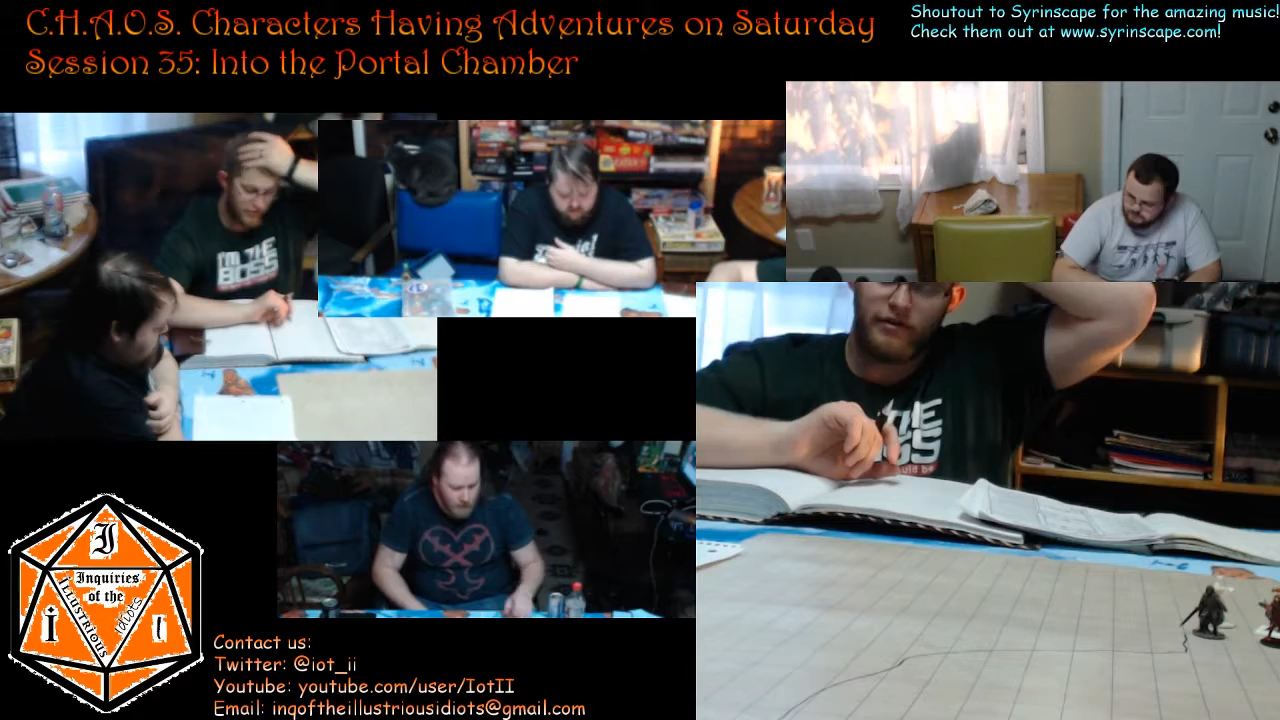 C.H.A.O.S. Characters Having Adventures on Saturday
Session 35: Into the Portal Chamber
Shoutout to Syrinscape for the amazing music!
Check them out at www.syrinscape.com!
I'M THE
BOSS
THE
I
Inquiries
of the
Illustrious
Idiots
I
I
Contact us:
Twitter: @iot_ii
Youtube: youtube.com/user/IotII
Email: inqoftheillustriousidiots@gmail.com